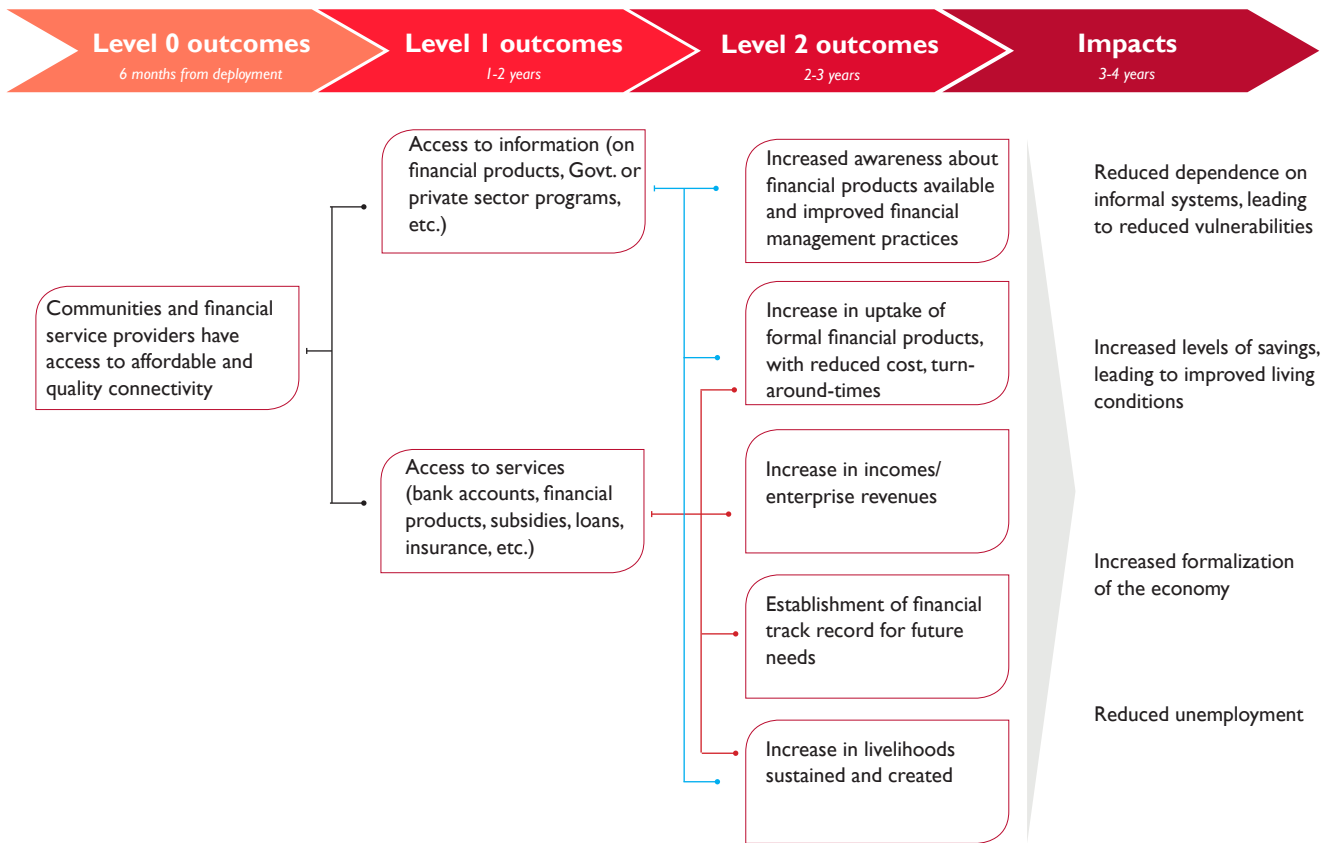 Level 0 outcomes
6 months from deployment
Level 1 outcomes
1-2 years
Level 2 outcomes
2-3 years
Impacts
3-4 years
Communities and financial
service providers have
access to affordable and
quality connectivity
Access to information (on
financial products, Govt. or
private sector programs,
etc.)
Access to services
(bank accounts, financial
products, subsidies, loans,
insurance, etc.)
Increased awareness about
financial products available
and improved financial
management practices
Increase in uptake of
formal financial products,
with reduced cost, turn-
around-times
Increase in incomes/
enterprise revenues
Establishment of financial
track record for future
needs
Increase in livelihoods
sustained and created
Reduced dependence on
informal systems, leading
to reduced vulnerabilities
Increased levels of savings,
leading to improved living
conditions
Increased formalization
of the economy
Reduced unemployment